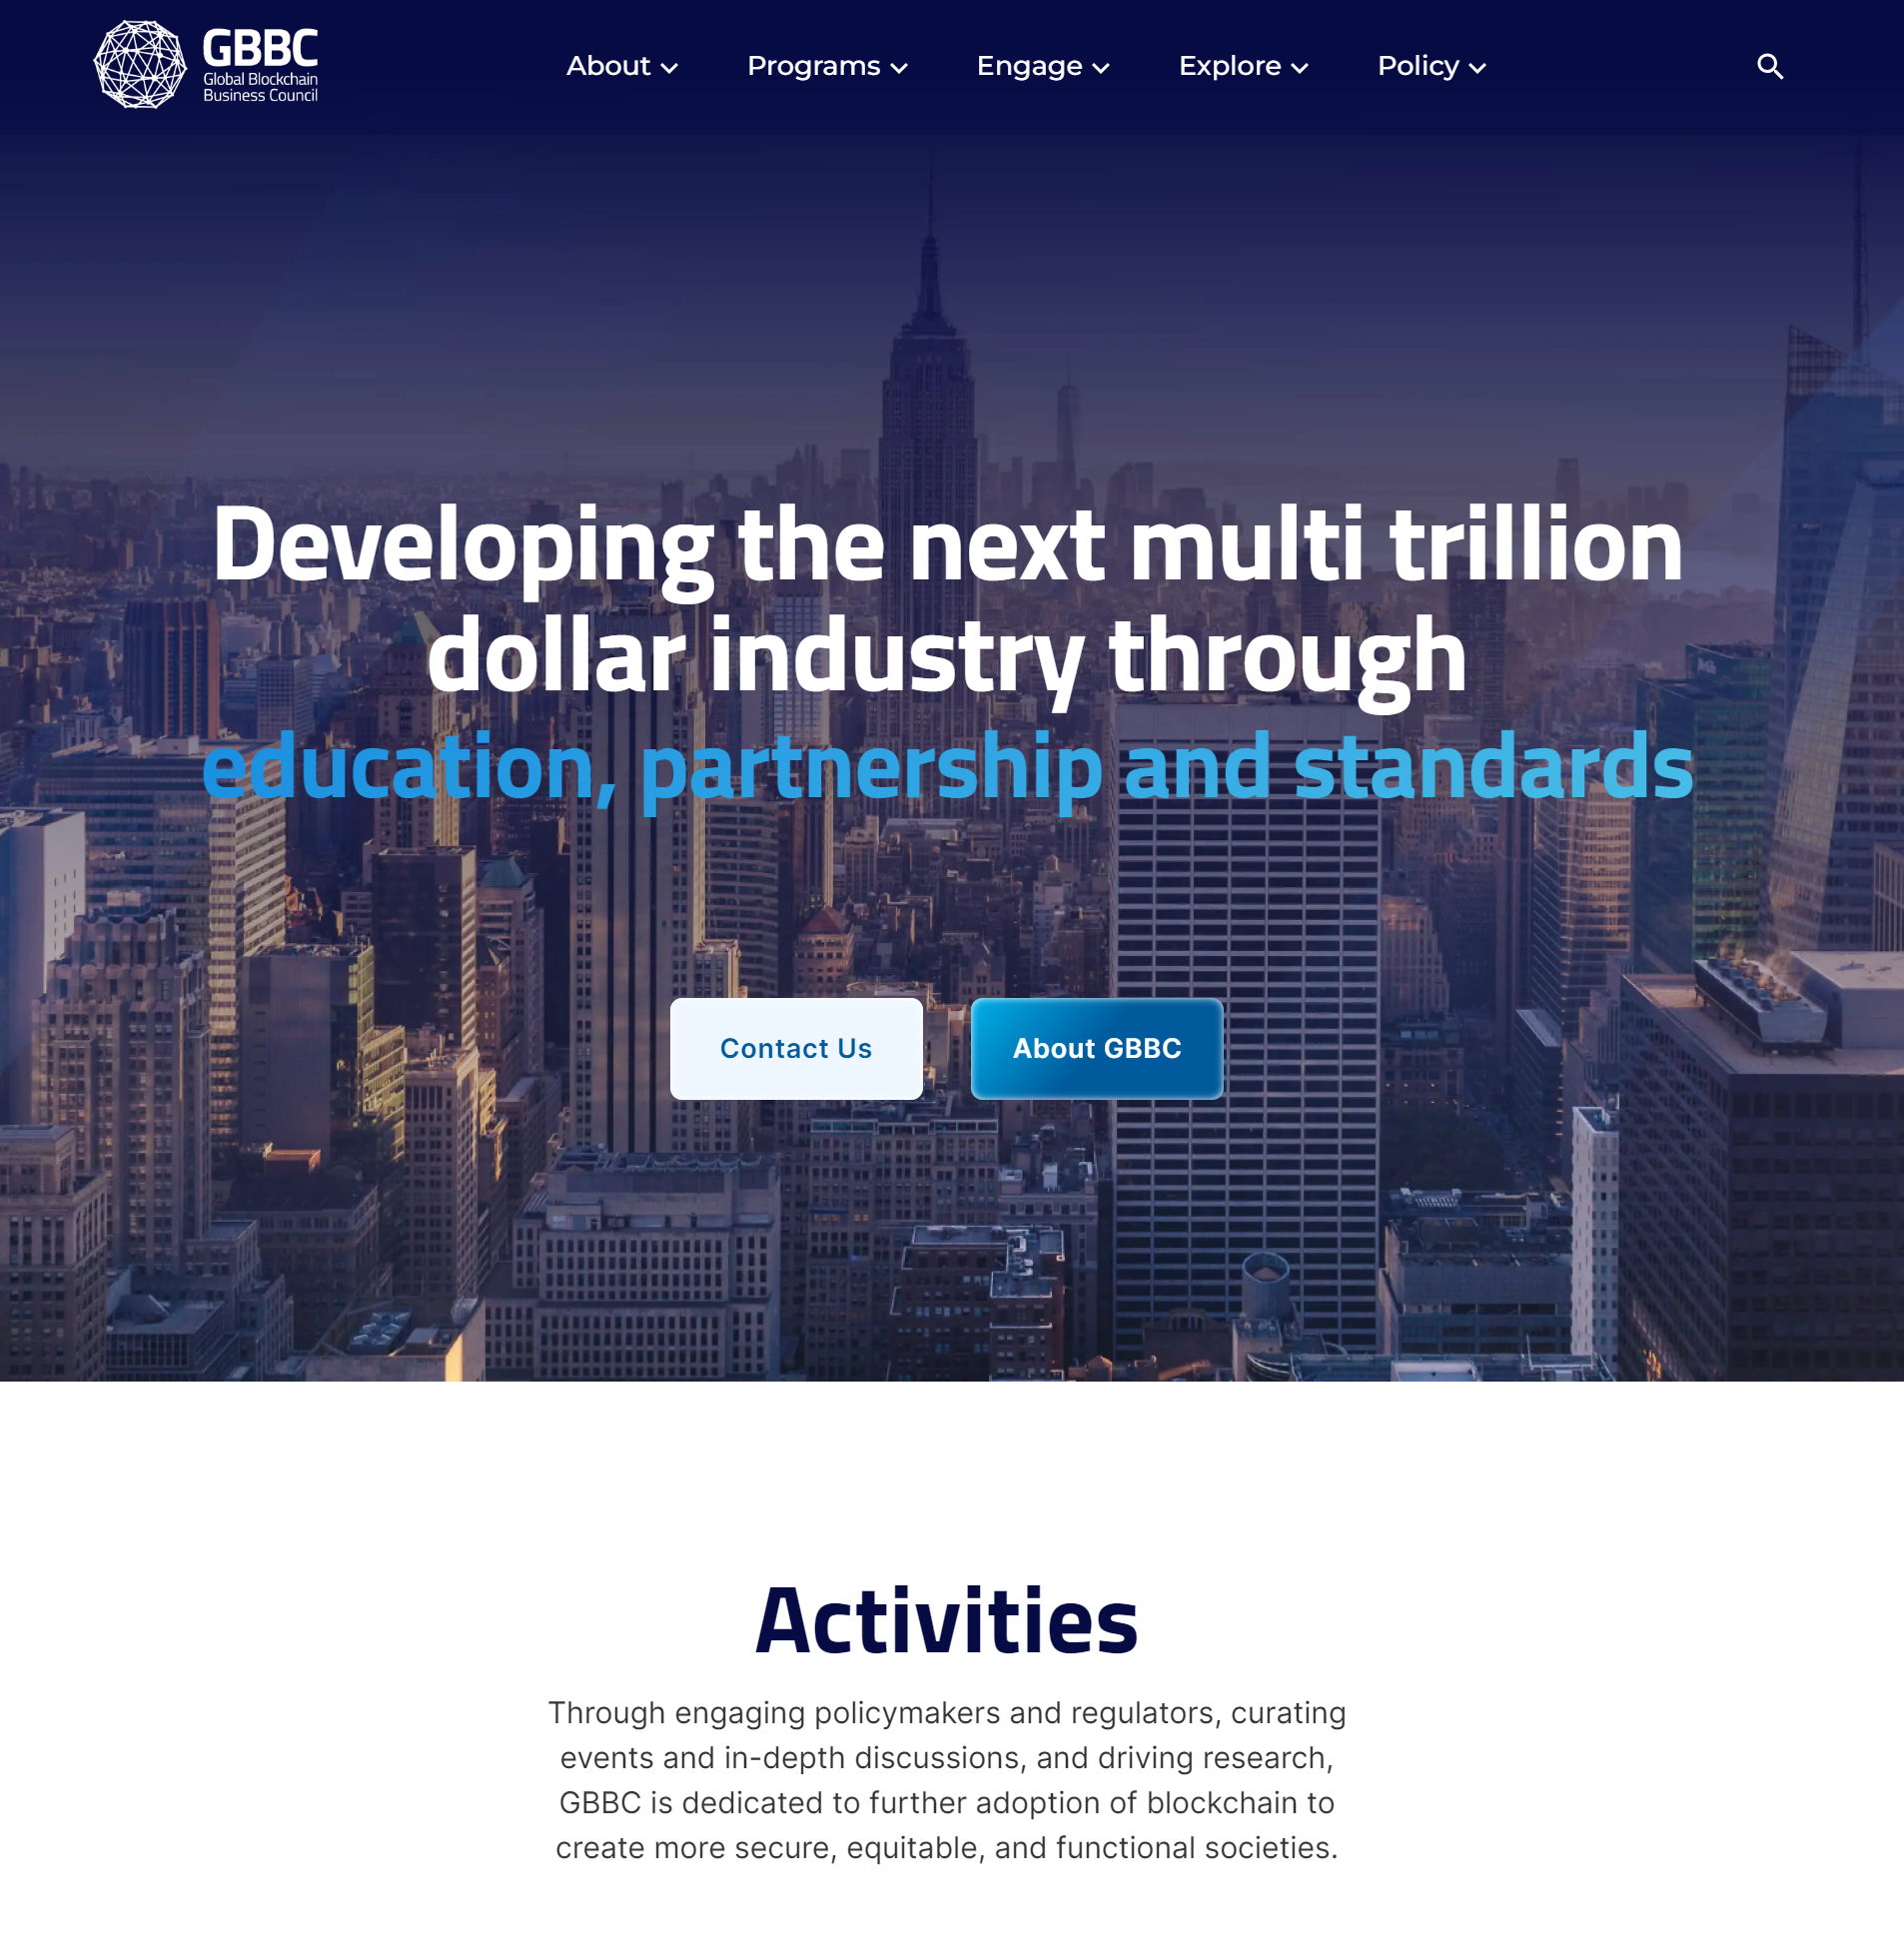 GBBC
Global Blockchain
Business Council
About
Programs
Engage
Explore
Policy
Developing the next multi trillion
dollar industry through
education, partnership and standards
Contact Us
About GBBC
Activities
Through engaging policymakers and regulators, curating
events and in-depth discussions, and driving research,
GBBC is dedicated to further adoption of blockchain to
create more secure, equitable, and functional societies.